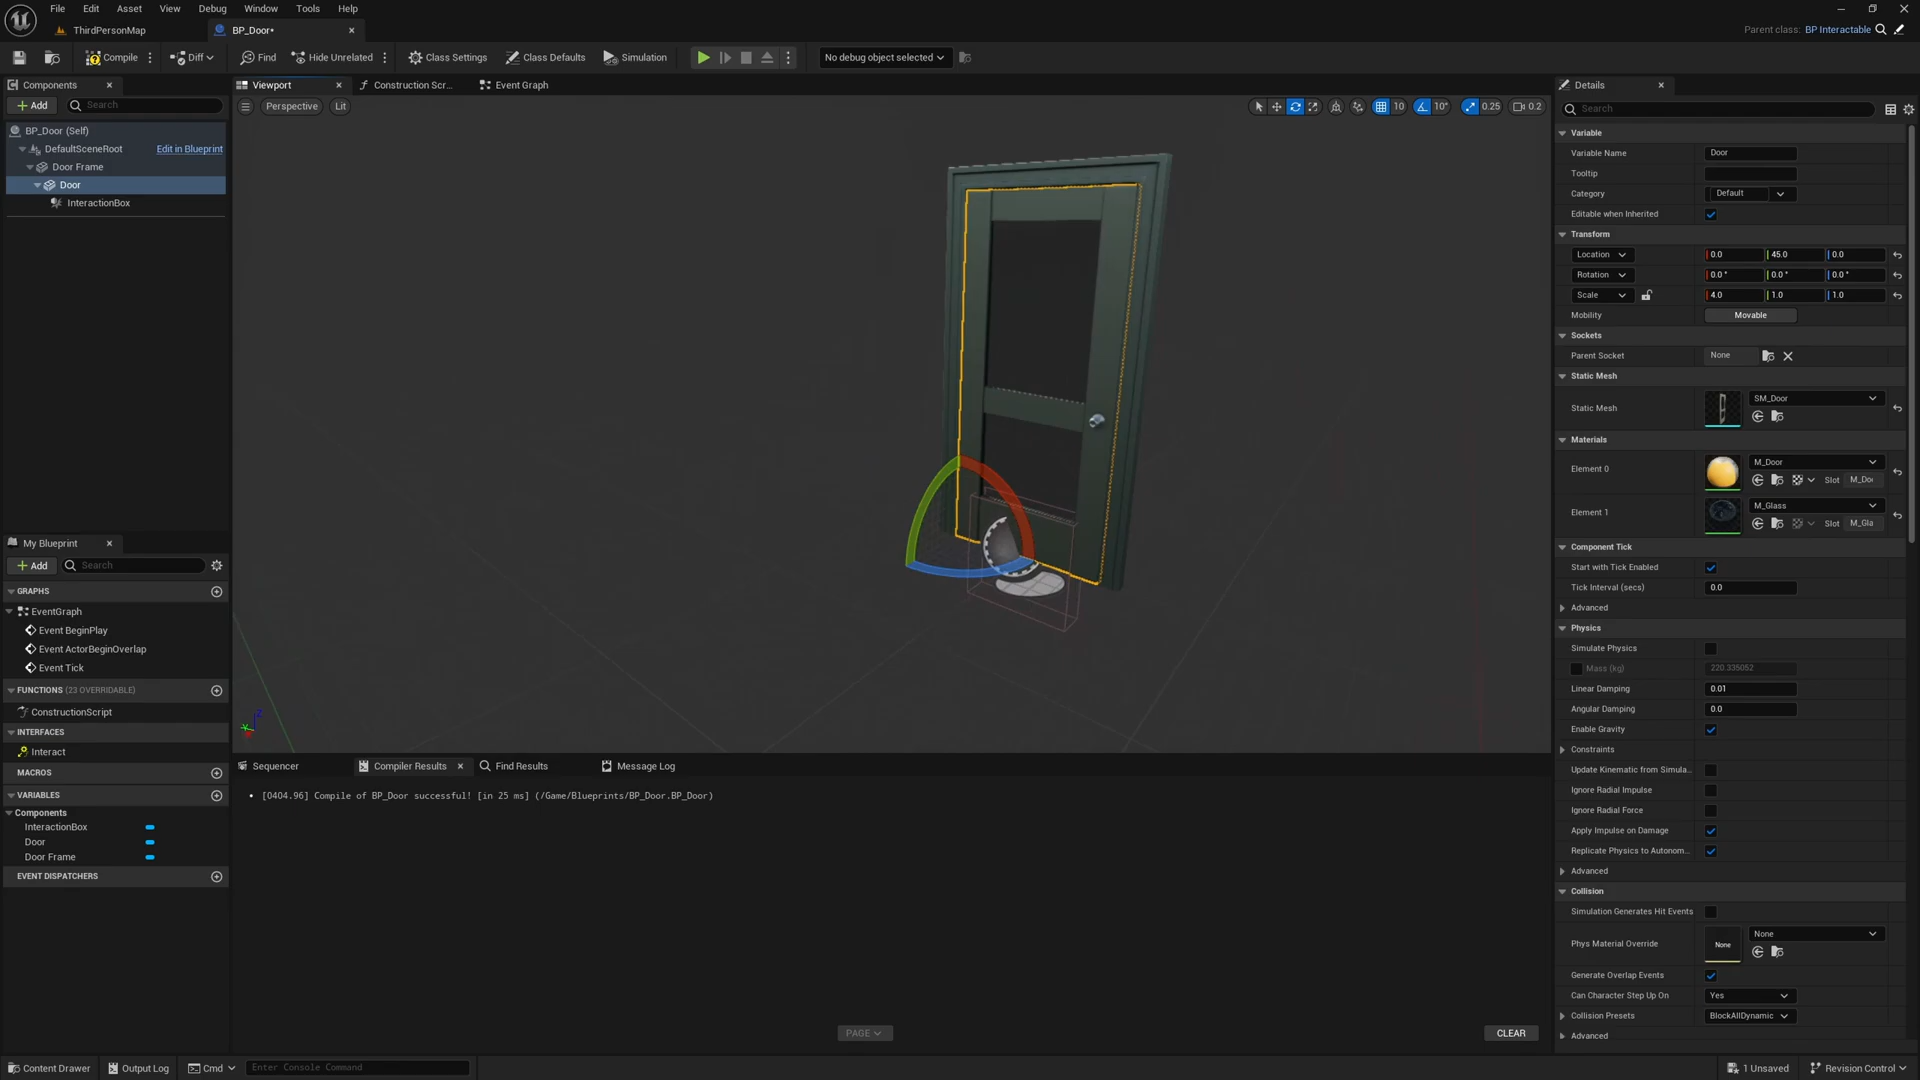 File Edit Asset View Debug Window Tools Help
ThirdPersonMap
BP_Door•
Parent class: BP Interactable
Compile
Diff
Find
Hide Unrelated
Class Settings
Class Defaults
Simulation
No debug object selected
Components
Add
Search
BP_Door (Self)
DefaultSceneRoot Edit in Blueprint
Door Frame
Door
InteractionBox
Viewport
Construction Scr...
Event Graph
Perspective
Lit
10
10°
0.25
0.2
My Blueprint
Add
Search
GRAPHS
EventGraph
Event BeginPlay
Event ActorBeginOverlap
Event Tick
FUNCTIONS (23 OVERRIDABLE)
ConstructionScript
INTERFACES
Interact
MACROS
VARIABLES
Components
InteractionBox
Door
Door Frame
EVENT DISPATCHERS
Z
Sequencer
Compiler Results
Find Results
Message Log
• [0404.96] Compile of BP_Door successful! [in 25 ms] (/Game/Blueprints/BP_Door.BP_Door)
PAGE
CLEAR
Details
Search
Variable
Variable Name Door
Tooltip
Category Default
Editable when Inherited
Transform
Location 0.0 45.0 0.0
Rotation 0.0° 0.0° 0.0°
Scale 4.0 1.0 1.0
Mobility Movable
Sockets
Parent Socket None
Static Mesh
Static Mesh SM_Door
Materials
Element 0 M_Door
Slot M_Doo
Element 1 M_Glass
Slot M_Gla
Component Tick
Start with Tick Enabled
Tick Interval (secs) 0.0
Advanced
Physics
Simulate Physics
Mass (kg) 220.335052
Linear Damping 0.01
Angular Damping 0.0
Enable Gravity
Constraints
Update Kinematic from Simula...
Ignore Radial Impulse
Ignore Radial Force
Apply Impulse on Damage
Replicate Physics to Autonom...
Advanced
Collision
Simulation Generates Hit Events
Phys Material Override None None
Generate Overlap Events
Can Character Step Up On Yes
Collision Presets BlockAllDynamic
Advanced
Content Drawer
Output Log
Cmd
Enter Console Command
1 Unsaved
Revision Control